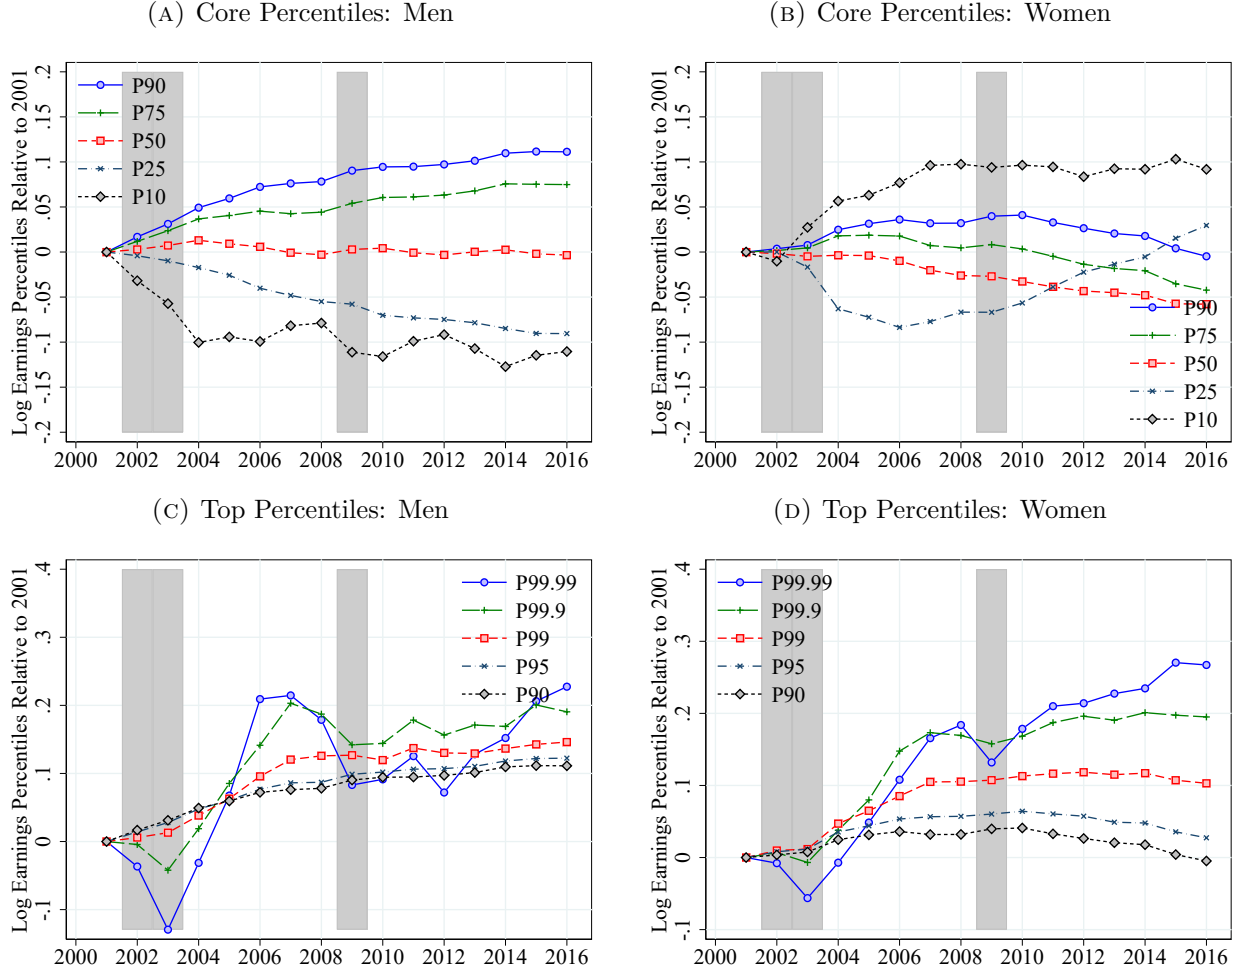 (A) Core Percentiles: Men
Log Earnings Percentiles Relative to 2001
.2
.15
.1
.05
0
-.05
-.1
-.15
-.2
P90
P75
P50
P25
P10
2000 2002 2004 2006 2008 2010 2012 2014 2016
(B) Core Percentiles: Women
Log Earnings Percentiles Relative to 2001
.2
.15
.1
.05
0
-.05
-.1
-.15
-.2
P90
P75
P50
P25
P10
2000 2002 2004 2006 2008 2010 2012 2014 2016
(C) Top Percentiles: Men
Log Earnings Percentiles Relative to 2001
.4
.3
.2
.1
0
-.1
P99.99
P99.9
P99
P95
P90
2000 2002 2004 2006 2008 2010 2012 2014 2016
(D) Top Percentiles: Women
Log Earnings Percentiles Relative to 2001
.4
.3
.2
.1
0
-.1
P99.99
P99.9
P99
P95
P90
2000 2002 2004 2006 2008 2010 2012 2014 2016